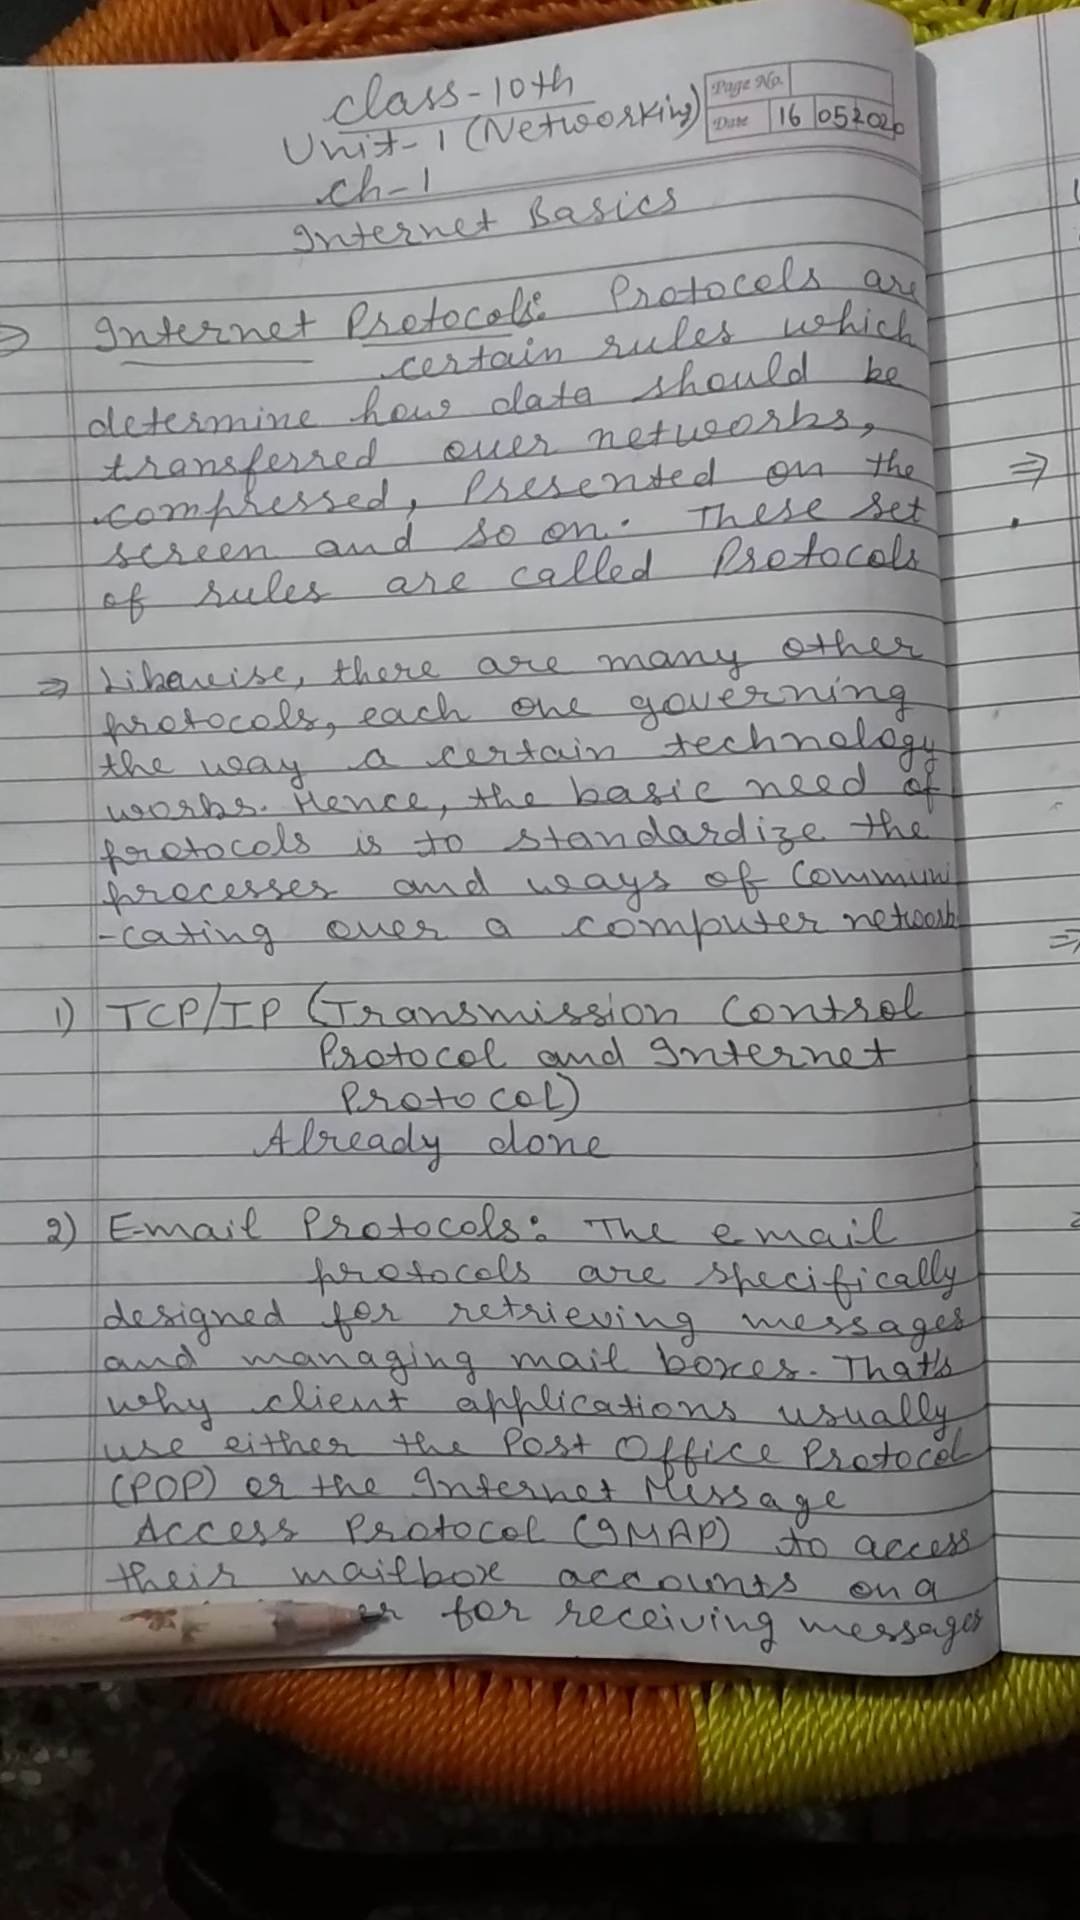 Class-10th
Unit-1 (Networking)
Page No.
Date 16 05 2020
Ch-1
Internet Basics
⇒ Internet Protocol: Protocols are
certain rules which
determine how data should be
transferred over networks,
compressed, Presented on the
screen and so on. These set
of rules are called Protocols
⇒ Likewise, there are many other
protocols, each one governing
the way a certain technology
works. Hence, the basic need of
protocols is to standardize the
processes and ways of Communi
-cating over a computer network
1) TCP/IP (Transmission Control
Protocol and Internet
Protocol)
Already done
2) E-mail Protocols: The e-mail
protocols are specifically
designed for retrieving messages
and managing mail boxes. That's
why client applications usually
use either the Post Office Protocol
(POP) or the Internet Message
Access Protocol (IMAP) to access
their mailbox accounts on a
for receiving messages